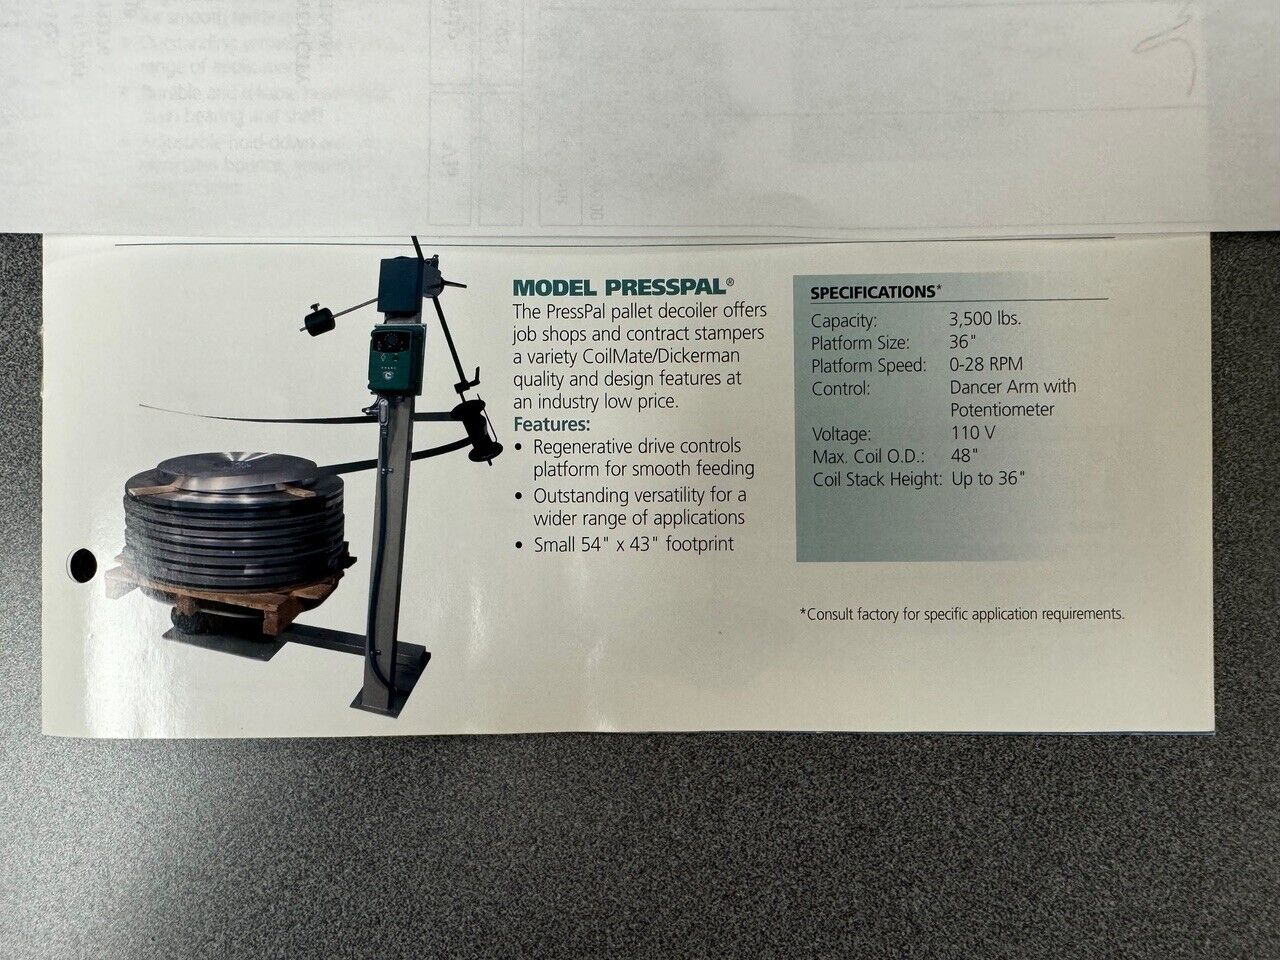 MODEL PRESSPAL®
The PressPal pallet decoiler offers
job shops and contract stampers
a variety CoilMate/Dickerman
quality and design features at
an industry low price.
Features:
• Regenerative drive controls
platform for smooth feeding
• Outstanding versatility for a
wider range of applications
• Small 54" x 43" footprint
SPECIFICATIONS*
Capacity: 3,500 lbs.
Platform Size: 36"
Platform Speed: 0-28 RPM
Control: Dancer Arm with
Potentiometer
Voltage: 110 V
Max. Coil O.D.: 48"
Coil Stack Height: Up to 36"
*Consult factory for specific application requirements.